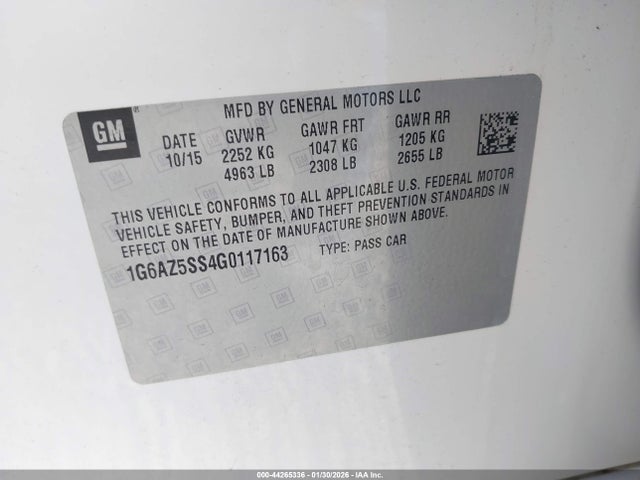 GM
MFD BY GENERAL MOTORS LLC
DATE GVWR GAWR FRT GAWR RR
10/15 2252 KG 1047 KG 1205 KG
4963 LB 2308 LB 2655 LB
THIS VEHICLE CONFORMS TO ALL APPLICABLE U.S. FEDERAL MOTOR
VEHICLE SAFETY, BUMPER, AND THEFT PREVENTION STANDARDS IN
EFFECT ON THE DATE OF MANUFACTURE SHOWN ABOVE.
1G6AZ5SS4G0117163 TYPE: PASS CAR
000-44265336 | 01/30/2026 | IAA Inc.